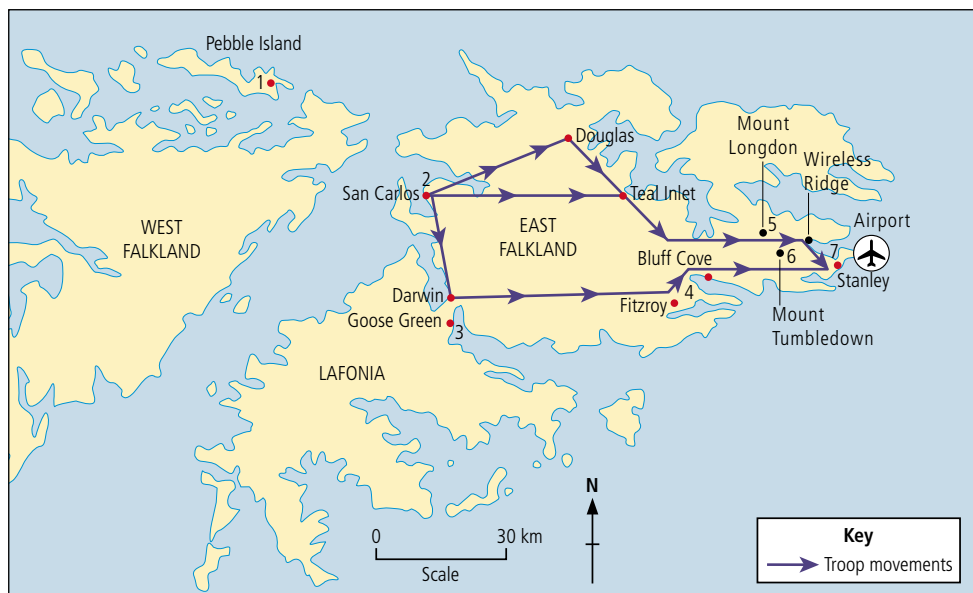 Pebble Island
1
Douglas
Mount
Longdon
Wireless
Ridge
2
San Carlos
Teal Inlet
WEST
FALKLAND
EAST
FALKLAND
5
Airport
6
7
Bluff Cove
Stanley
Darwin
4
Fitzroy
Goose Green
3
Mount
Tumbledown
LAFONIA
N
0 30 km
Scale
Key
Troop movements